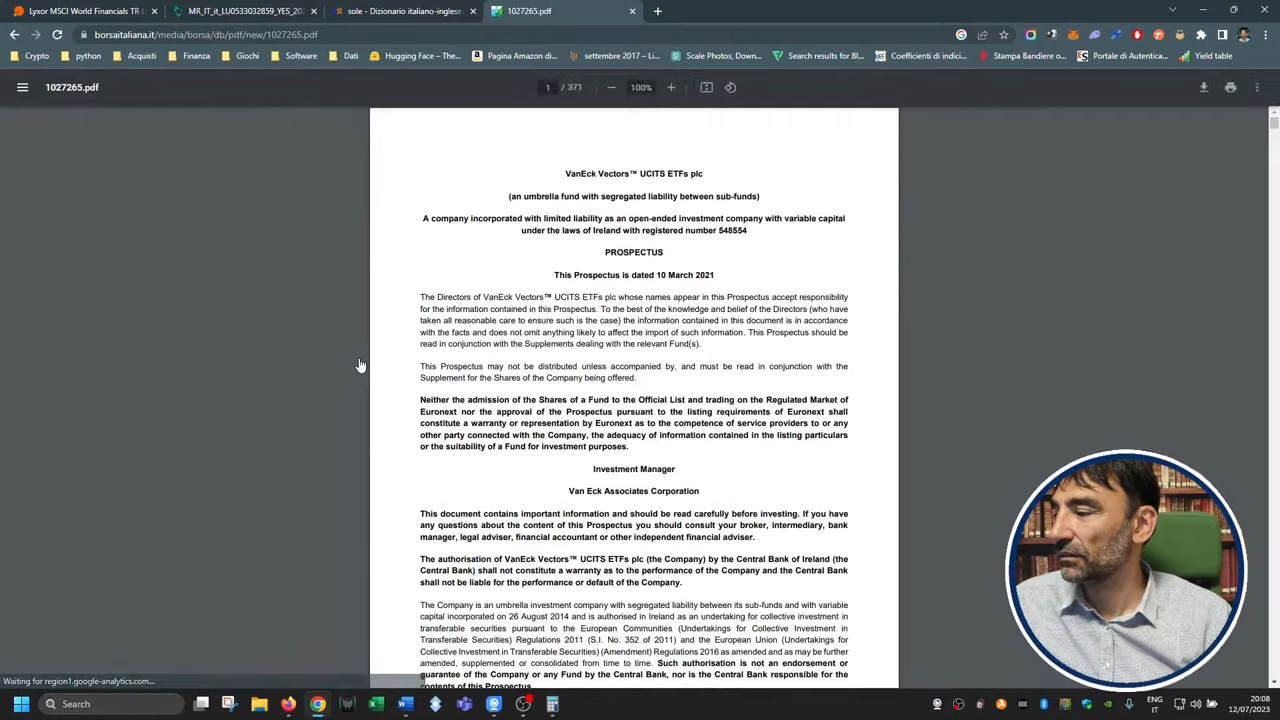 Lyxor MSCI World Financials TR
MR_IT_it_LU0533032859_YES_202
sole - Dizionario italiano-inglese
1027265.pdf
borsaitaliana.it/media/borsa/db/pdf/new/1027265.pdf
Crypto
python
Acquisti
Finanza
Giochi
Software
Dati
Hugging Face – The...
Pagina Amazon di...
settembre 2017 – Li...
Scale Photos, Down...
Banche e fondazio...
Coefficienti di indici...
Stampa Bandiere o...
Portale dei fascicoli...
Yield table
1027265.pdf
1 / 371
100%
VanEck Vectors™ UCITS ETFs plc
(an umbrella fund with segregated liability between sub-funds)
A company incorporated with limited liability as an open-ended investment company with variable capital
under the laws of Ireland with registered number 548554
PROSPECTUS
This Prospectus is dated 10 March 2021
The Directors of VanEck Vectors™ UCITS ETFs plc whose names appear in this Prospectus accept responsibility
for the information contained in this Prospectus. To the best of the knowledge and belief of the Directors (who have
taken all reasonable care to ensure such is the case) the information contained in this document is in accordance
with the facts and does not omit anything likely to affect the import of such information. This Prospectus should be
read in conjunction with the Supplements dealing with the relevant Fund(s).
This Prospectus may not be distributed unless accompanied by, and must be read in conjunction with the
Supplement for the Shares of the Company being offered.
Neither the admission of the Shares of a Fund to the Official List and trading on the Regulated Market of
Euronext nor the approval of the Prospectus pursuant to the listing requirements of Euronext shall
constitute a warranty or representation by Euronext as to the competence of service providers to or any
other party connected with the Company, the adequacy of information contained in the listing particulars
or the suitability of a Fund for investment purposes.
Investment Manager
Van Eck Associates Corporation
This document contains important information and should be read carefully before investing. If you have
any questions about the content of this Prospectus you should consult your broker, intermediary, bank
manager, legal adviser, financial accountant or other independent financial adviser.
The authorisation of VanEck Vectors™ UCITS ETFs plc (the Company) by the Central Bank of Ireland (the
Central Bank) shall not constitute a warranty as to the performance of the Company and the Central Bank
shall not be liable for the performance or default of the Company.
The Company is an umbrella investment company with segregated liability between its sub-funds and with variable
capital incorporated on 26 August 2014 and is authorised in Ireland as an undertaking for collective investment in
transferable securities pursuant to the European Communities (Undertakings for Collective Investment in
Transferable Securities) Regulations 2011 (S.I. No. 352 of 2011) and the European Union (Undertakings for
Collective Investment in Transferable Securities) (Amendment) Regulations 2016 as amended and as may be further
amended, supplemented or consolidated from time to time. Such authorisation is not an endorsement or
guarantee of the Company or any Fund by the Central Bank, nor is the Central Bank responsible for the
contents of this Prospectus.
Waiting for region1.google-analytics.com...
Search
ENG
IT
20:08
12/07/2023